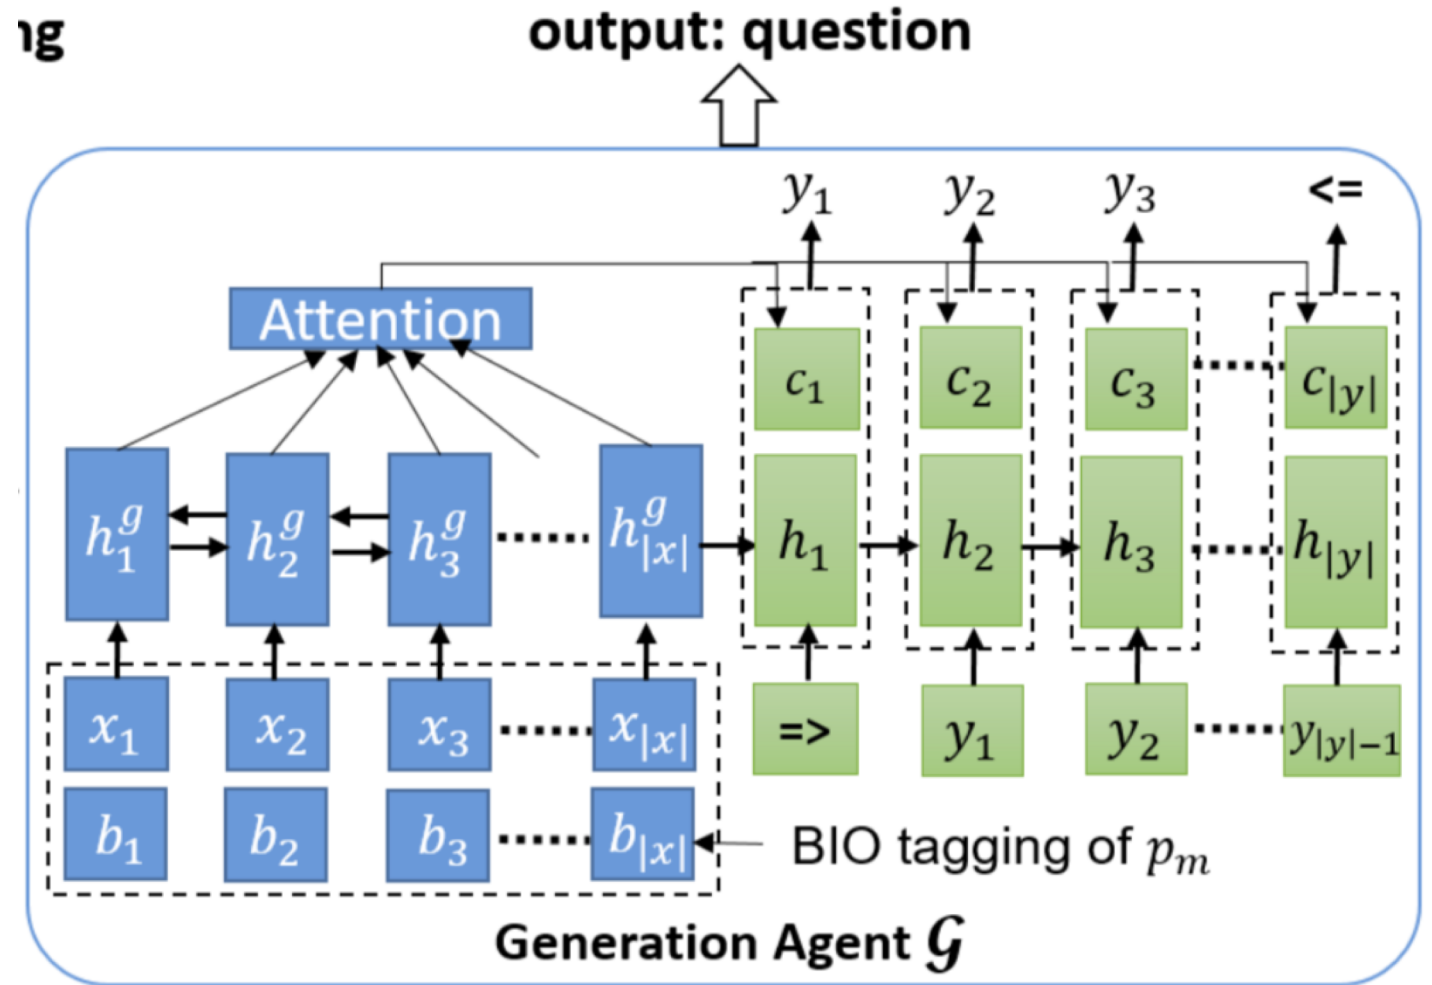 ng
output: question
y₁ y₂ y₃ <=
Attention
c₁ c₂ c₃ c|y|
h₁ᵍ h₂ᵍ h₃ᵍ h|x|ᵍ h₁ h₂ h₃ h|y|
x₁ x₂ x₃ x|x| => y₁ y₂ y|y|−1
b₁ b₂ b₃ b|x| BIO tagging of pₘ
Generation Agent 𝓖